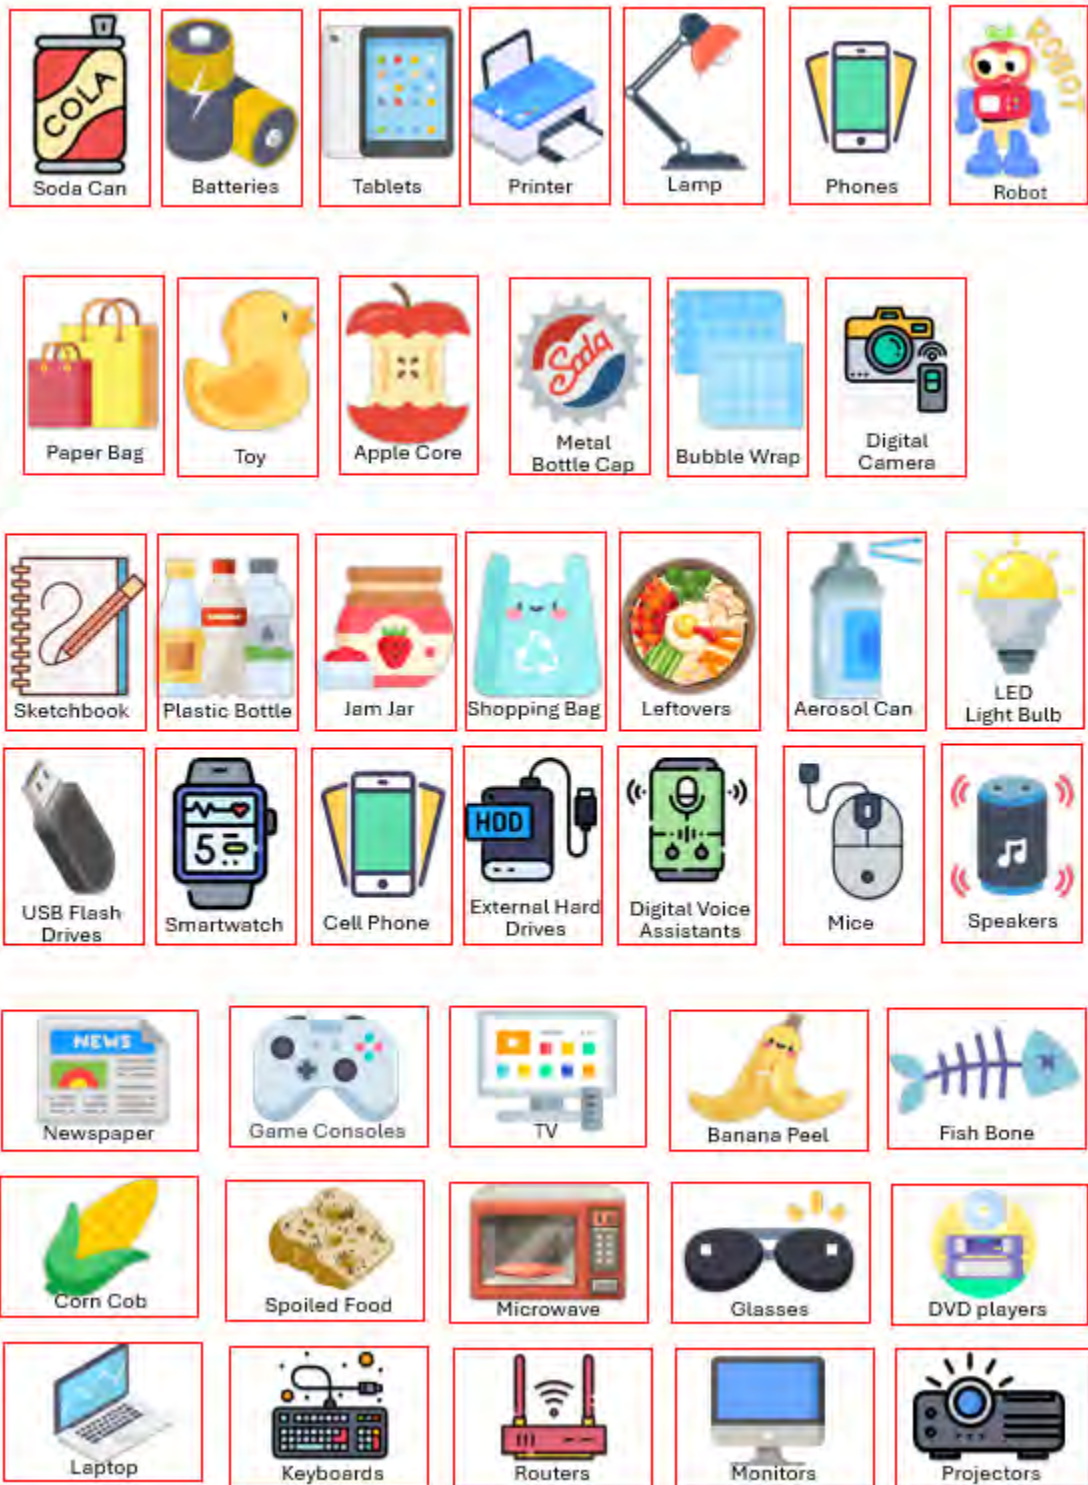 COLA
Soda Can
Batteries
Tablets
Printer
Lamp
Phones
ROBOT
Robot
Paper Bag
Toy
Apple Core
Soda
Metal
Bottle Cap
Bubble Wrap
Digital
Camera
Sketchbook
Plastic Bottle
Jam Jar
Shopping Bag
Leftovers
Aerosol Can
LED
Light Bulb
USB Flash
Drives
5
Smartwatch
Cell Phone
HDD
External Hard
Drives
Digital Voice
Assistants
Mice
Speakers
NEWS
Newspaper
Game Consoles
TV
Banana Peel
Fish Bone
Corn Cob
Spoiled Food
Microwave
Glasses
DVD players
Laptop
Keyboards
Routers
Monitors
Projectors